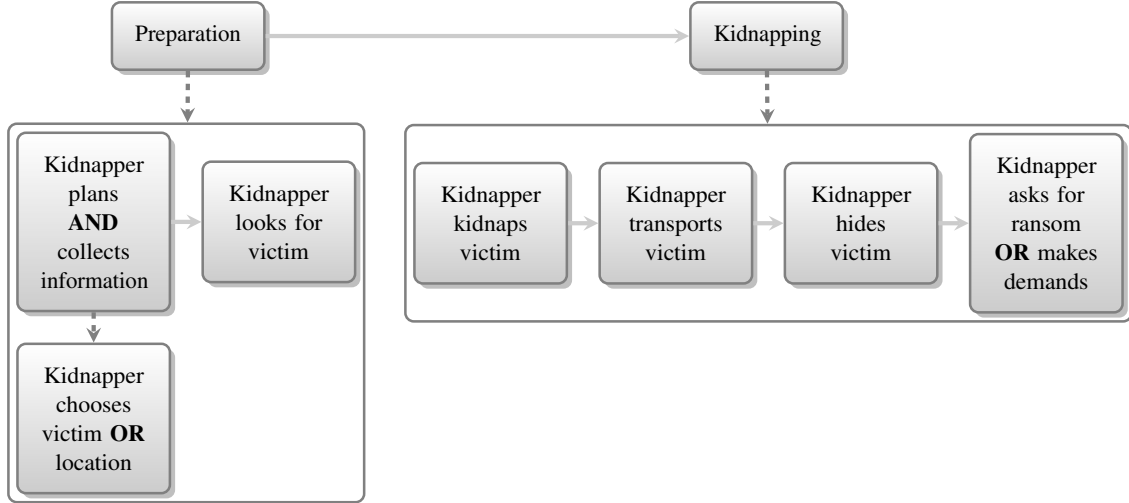 Preparation
Kidnapping
Kidnapper
plans
AND
collects
information
Kidnapper
looks for
victim
Kidnapper
chooses
victim OR
location
Kidnapper
kidnaps
victim
Kidnapper
transports
victim
Kidnapper
hides
victim
Kidnapper
asks for
ransom
OR makes
demands